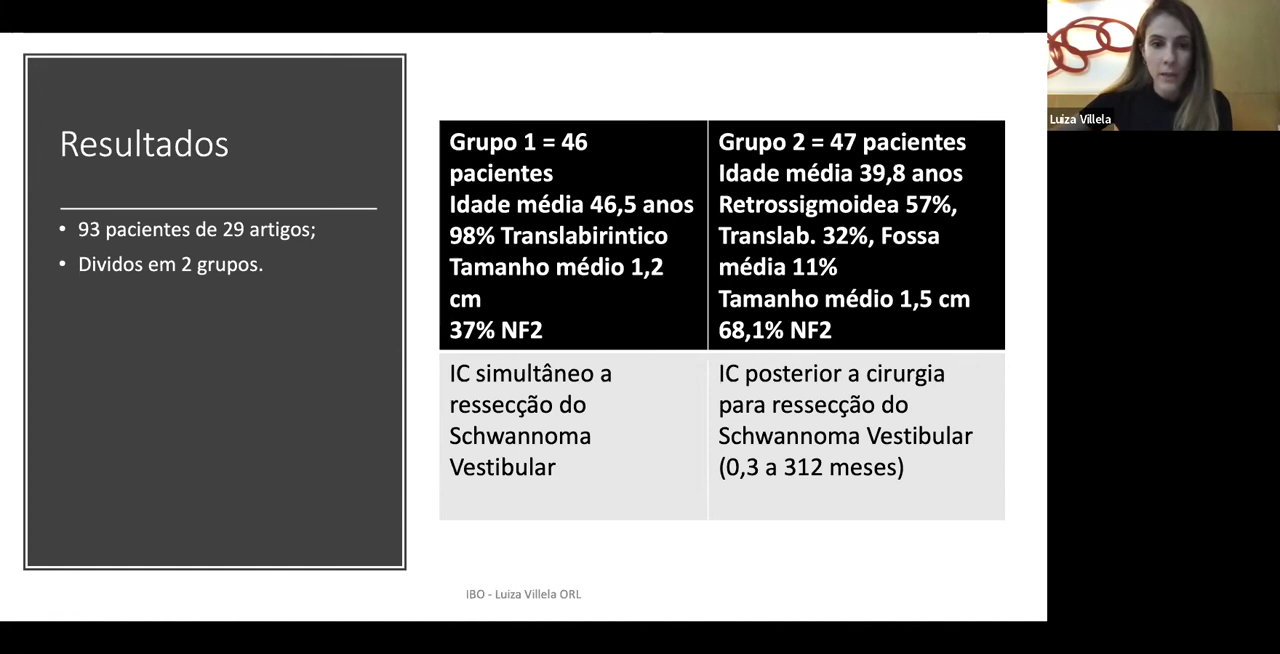 Resultados
• 93 pacientes de 29 artigos;
• Dividos em 2 grupos.
Grupo 1 = 46
pacientes
Idade média 46,5 anos
98% Translabirintico
Tamanho médio 1,2
cm
37% NF2
Grupo 2 = 47 pacientes
Idade média 39,8 anos
Retrossigmoidea 57%,
Translab. 32%, Fossa
média 11%
Tamanho médio 1,5 cm
68,1% NF2
IC simultâneo a
ressecção do
Schwannoma
Vestibular
IC posterior a cirurgia
para ressecção do
Schwannoma Vestibular
(0,3 a 312 meses)
IBO - Luiza Villela ORL
Luiza Villela